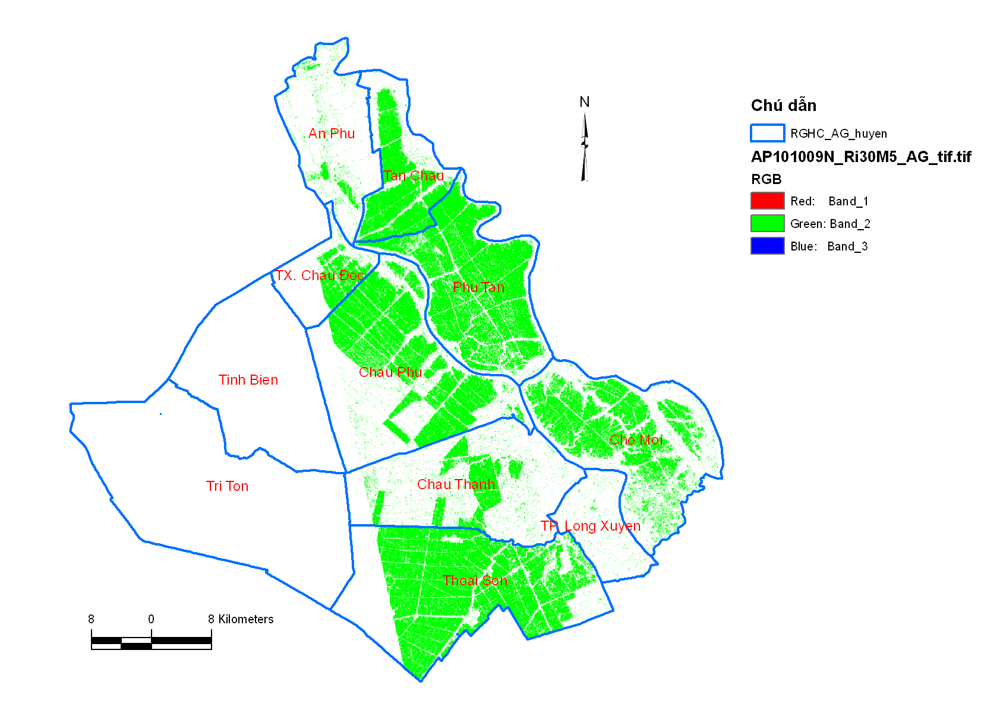 N
Chú dẫn
RGHC_AG_huyen
AP101009N_Ri30M5_AG_tif.tif
RGB
Red: Band_1
Green: Band_2
Blue: Band_3
An Phu
Tan Chau
TX. Chau Đoc
Phu Tan
Chau Phu
Tinh Bien
Cho Moi
Tri Ton
Chau Thanh
TP. Long Xuyen
Thoai Son
8 0 8 Kilometers